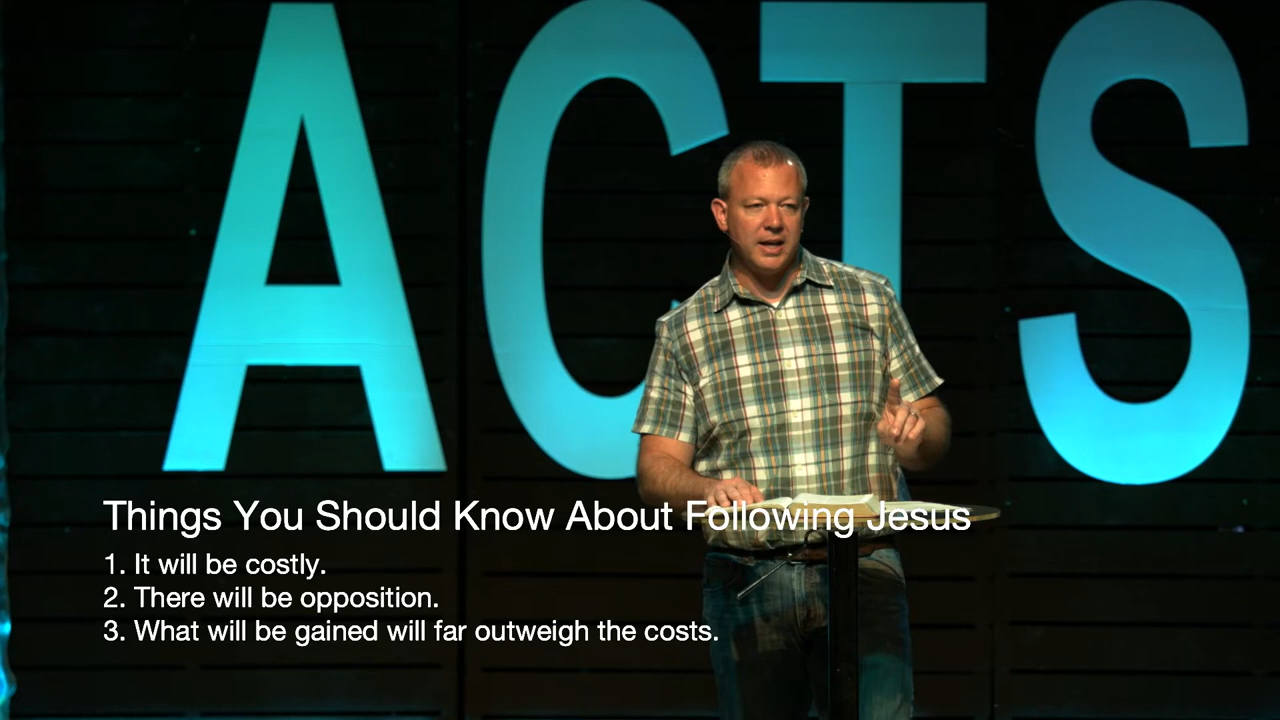 ACTS
Things You Should Know About Following Jesus
1. It will be costly.
2. There will be opposition.
3. What will be gained will far outweigh the costs.